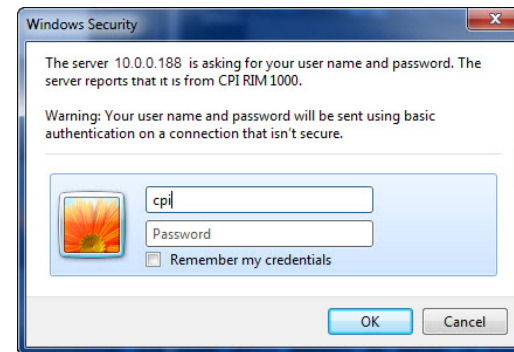 Windows Security
The server 10.0.0.188 is asking for your user name and password. The
server reports that it is from CPI RIM 1000.
Warning: Your user name and password will be sent using basic
authentication on a connection that isn't secure.
cpi
Password
Remember my credentials
OK Cancel